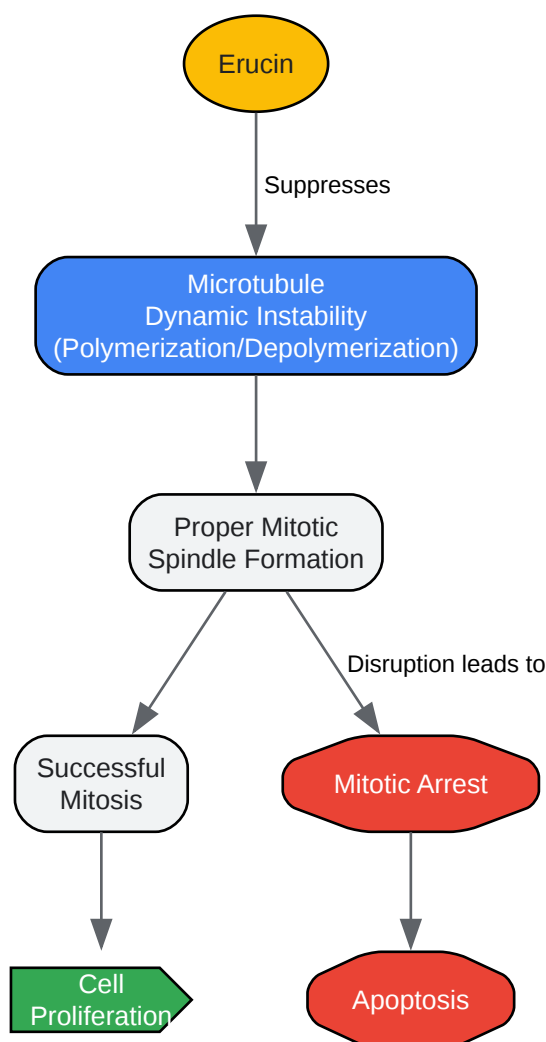 Erucin
Suppresses
Microtubule
Dynamic Instability
(Polymerization/Depolymerization)
Proper Mitotic
Spindle Formation
Disruption leads to
Successful
Mitosis
Mitotic Arrest
Cell
Proliferation
Apoptosis